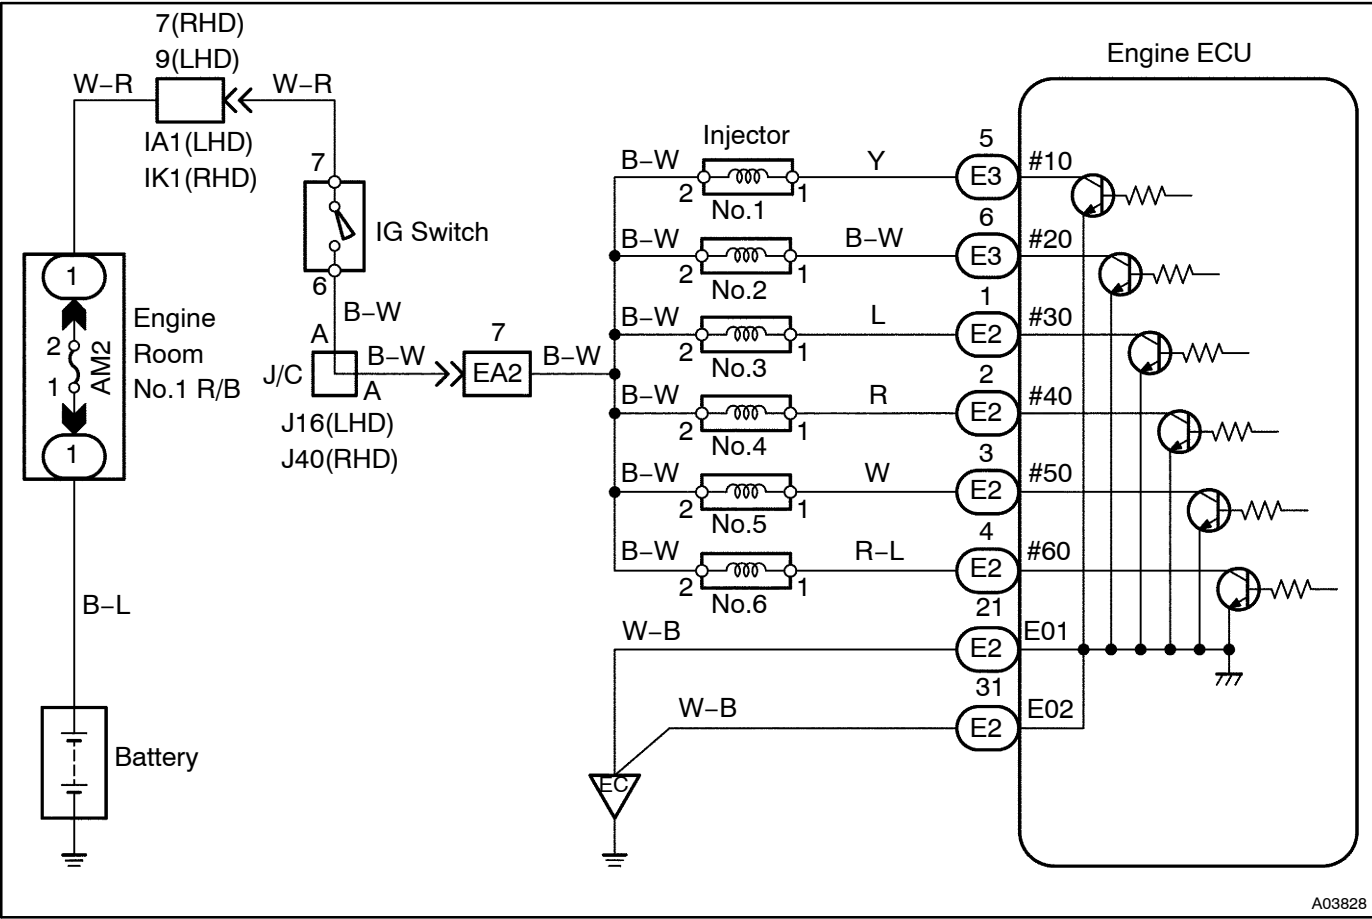 7(RHD)
9(LHD)
W-R
W-R
IA1(LHD)
IK1(RHD)
7
IG Switch
6
B-W
A
J/C
A
B-W
J16(LHD)
J40(RHD)
7
EA2
B-W
1
2
1
AM2
1
Engine
Room
No.1 R/B
B-L
Battery
Injector
B-W
2
1
No.1
Y
5
E3
#10
B-W
2
1
No.2
B-W
6
E3
#20
B-W
2
1
No.3
L
1
E2
#30
B-W
2
1
No.4
R
2
E2
#40
B-W
2
1
No.5
W
3
E2
#50
B-W
2
1
No.6
R-L
4
E2
#60
W-B
21
E2
E01
W-B
31
E2
E02
EC
Engine ECU
A03828